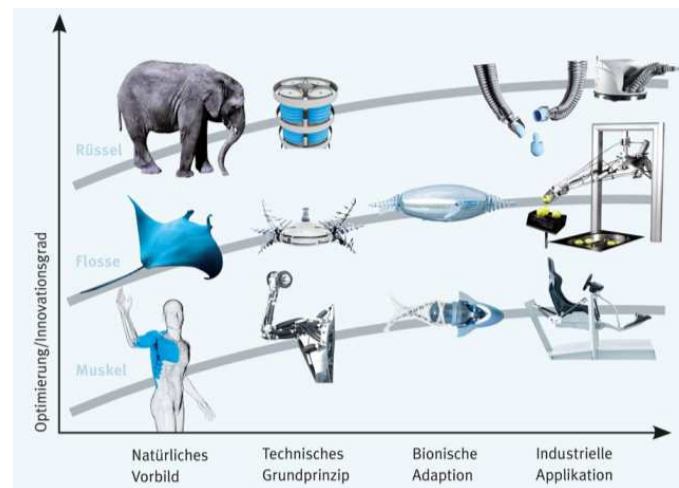 Optimierung/Innovationsgrad
Rüssel
Flosse
Muskel
Natürliches
Vorbild
Technisches
Grundprinzip
Bionische
Adaption
Industrielle
Applikation